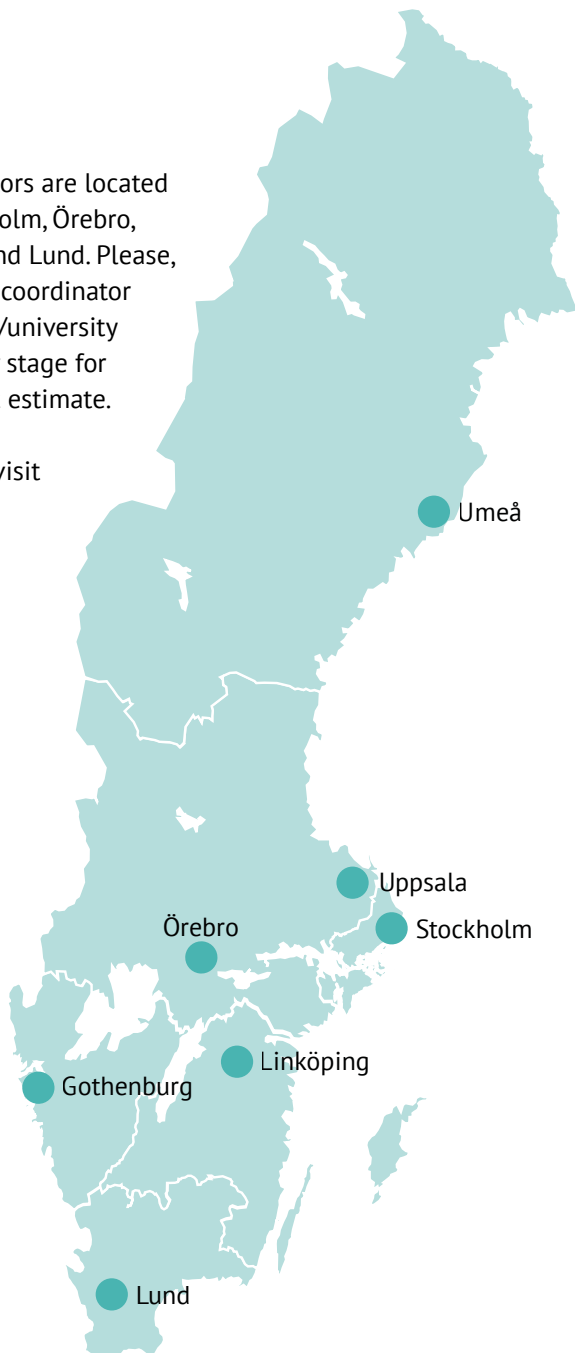 ors are located
olm, Örebro,
nd Lund. Please,
coordinator
/university
stage for
estimate.
visit
Umeå
Uppsala
Stockholm
Örebro
Linköping
Gothenburg
Lund